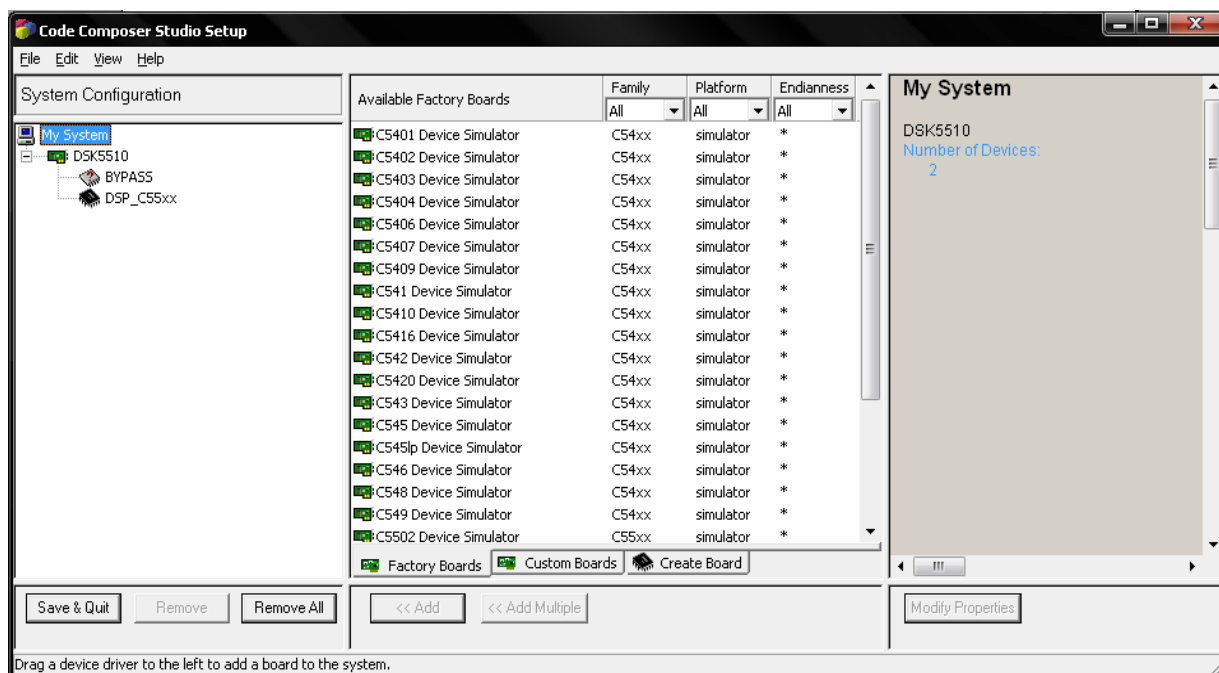 Code Composer Studio Setup
File Edit View Help
System Configuration
My System
DSK5510
BYPASS
DSP_C55xx
Available Factory Boards Family Platform Endianness
All All All
C5401 Device Simulator C54xx simulator *
C5402 Device Simulator C54xx simulator *
C5403 Device Simulator C54xx simulator *
C5404 Device Simulator C54xx simulator *
C5406 Device Simulator C54xx simulator *
C5407 Device Simulator C54xx simulator *
C5409 Device Simulator C54xx simulator *
C541 Device Simulator C54xx simulator *
C5410 Device Simulator C54xx simulator *
C5416 Device Simulator C54xx simulator *
C542 Device Simulator C54xx simulator *
C5420 Device Simulator C54xx simulator *
C543 Device Simulator C54xx simulator *
C545 Device Simulator C54xx simulator *
C545lp Device Simulator C54xx simulator *
C546 Device Simulator C54xx simulator *
C548 Device Simulator C54xx simulator *
C549 Device Simulator C54xx simulator *
C5502 Device Simulator C55xx simulator *
Factory Boards Custom Boards Create Board
My System
DSK5510
Number of Devices:
2
Save & Quit Remove Remove All << Add << Add Multiple Modify Properties
Drag a device driver to the left to add a board to the system.